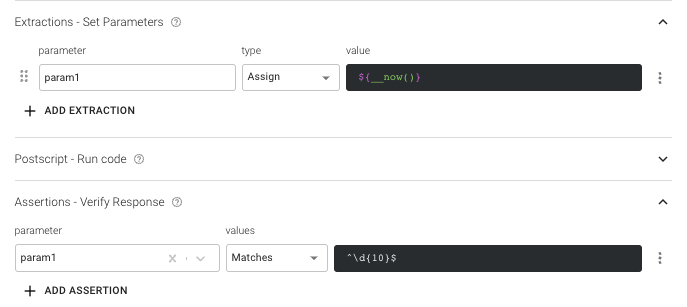 Extractions - Set Parameters
parameter type value
param1 Assign ${__now()}
+ ADD EXTRACTION
Postscript - Run code
Assertions - Verify Response
parameter values
param1 Matches ^\d{10}$
+ ADD ASSERTION